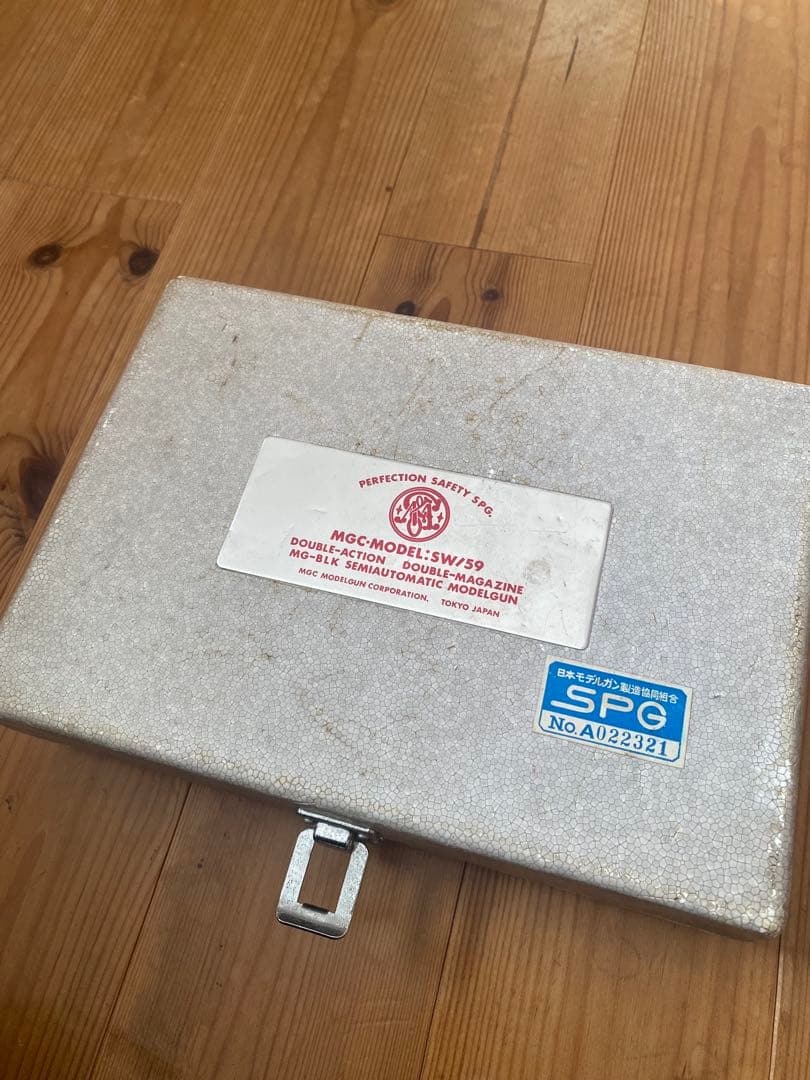 PERFECTION SAFETY SPG.
MGC·MODEL:SW/59
DOUBLE-ACTION DOUBLE-MAGAZINE
MG-BLK SEMIAUTOMATIC MODELGUN
MGC MODELGUN CORPORATION. TOKYO JAPAN
日本モデルガン製造協同組合
SPG
No.A022321